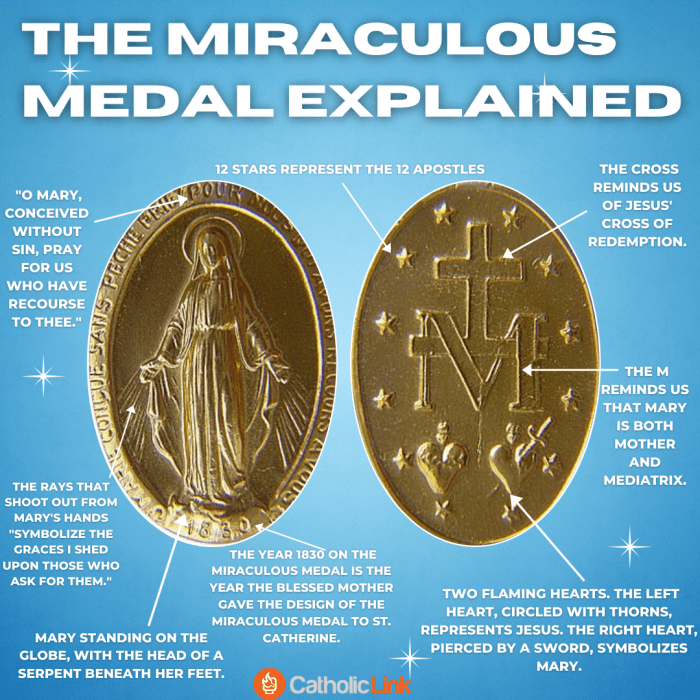 THE MIRACULOUS
MEDAL EXPLAINED
12 STARS REPRESENT THE 12 APOSTLES
"O MARY,
CONCEIVED
WITHOUT
SIN, PRAY
FOR US
WHO HAVE
RECOURSE
TO THEE."
THE CROSS
REMINDS US
OF JESUS'
CROSS OF
REDEMPTION.
CONCUE SANS PECHE PRIEZ POUR NOUS
1830
M
THE M
REMINDS US
THAT MARY
IS BOTH
MOTHER
AND
MEDIATRIX.
THE RAYS THAT
SHOOT OUT FROM
MARY'S HANDS
"SYMBOLIZE THE
GRACES I SHED
UPON THOSE WHO
ASK FOR THEM."
THE YEAR 1830 ON THE
MIRACULOUS MEDAL IS THE
YEAR THE BLESSED MOTHER
GAVE THE DESIGN OF THE
MIRACULOUS MEDAL TO ST.
CATHERINE.
TWO FLAMING HEARTS. THE LEFT
HEART, CIRCLED WITH THORNS,
REPRESENTS JESUS. THE RIGHT HEART,
PIERCED BY A SWORD, SYMBOLIZES
MARY.
MARY STANDING ON THE
GLOBE, WITH THE HEAD OF A
SERPENT BENEATH HER FEET.
CatholicLink